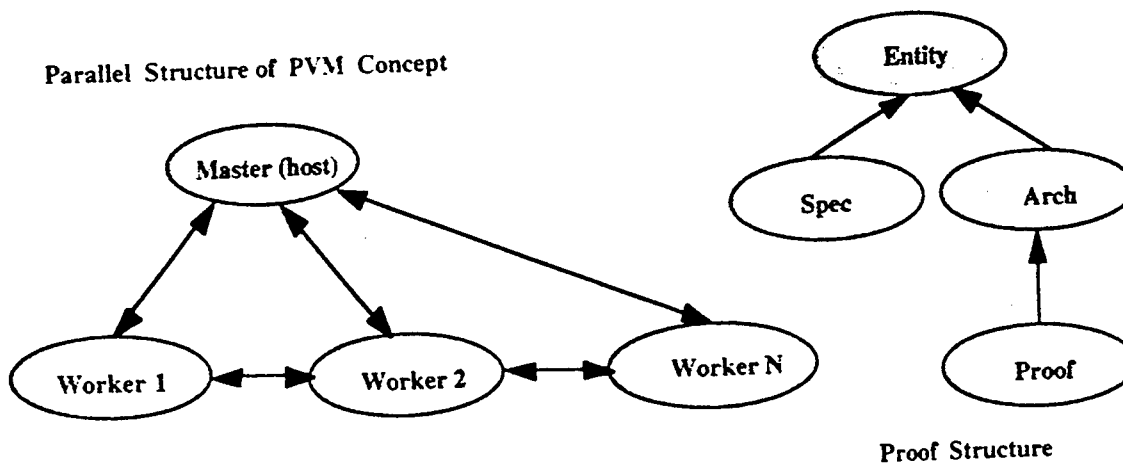 Parallel Structure of PVM Concept
Master (host)
Worker 1
Worker 2
Worker N
Entity
Spec
Arch
Proof
Proof Structure